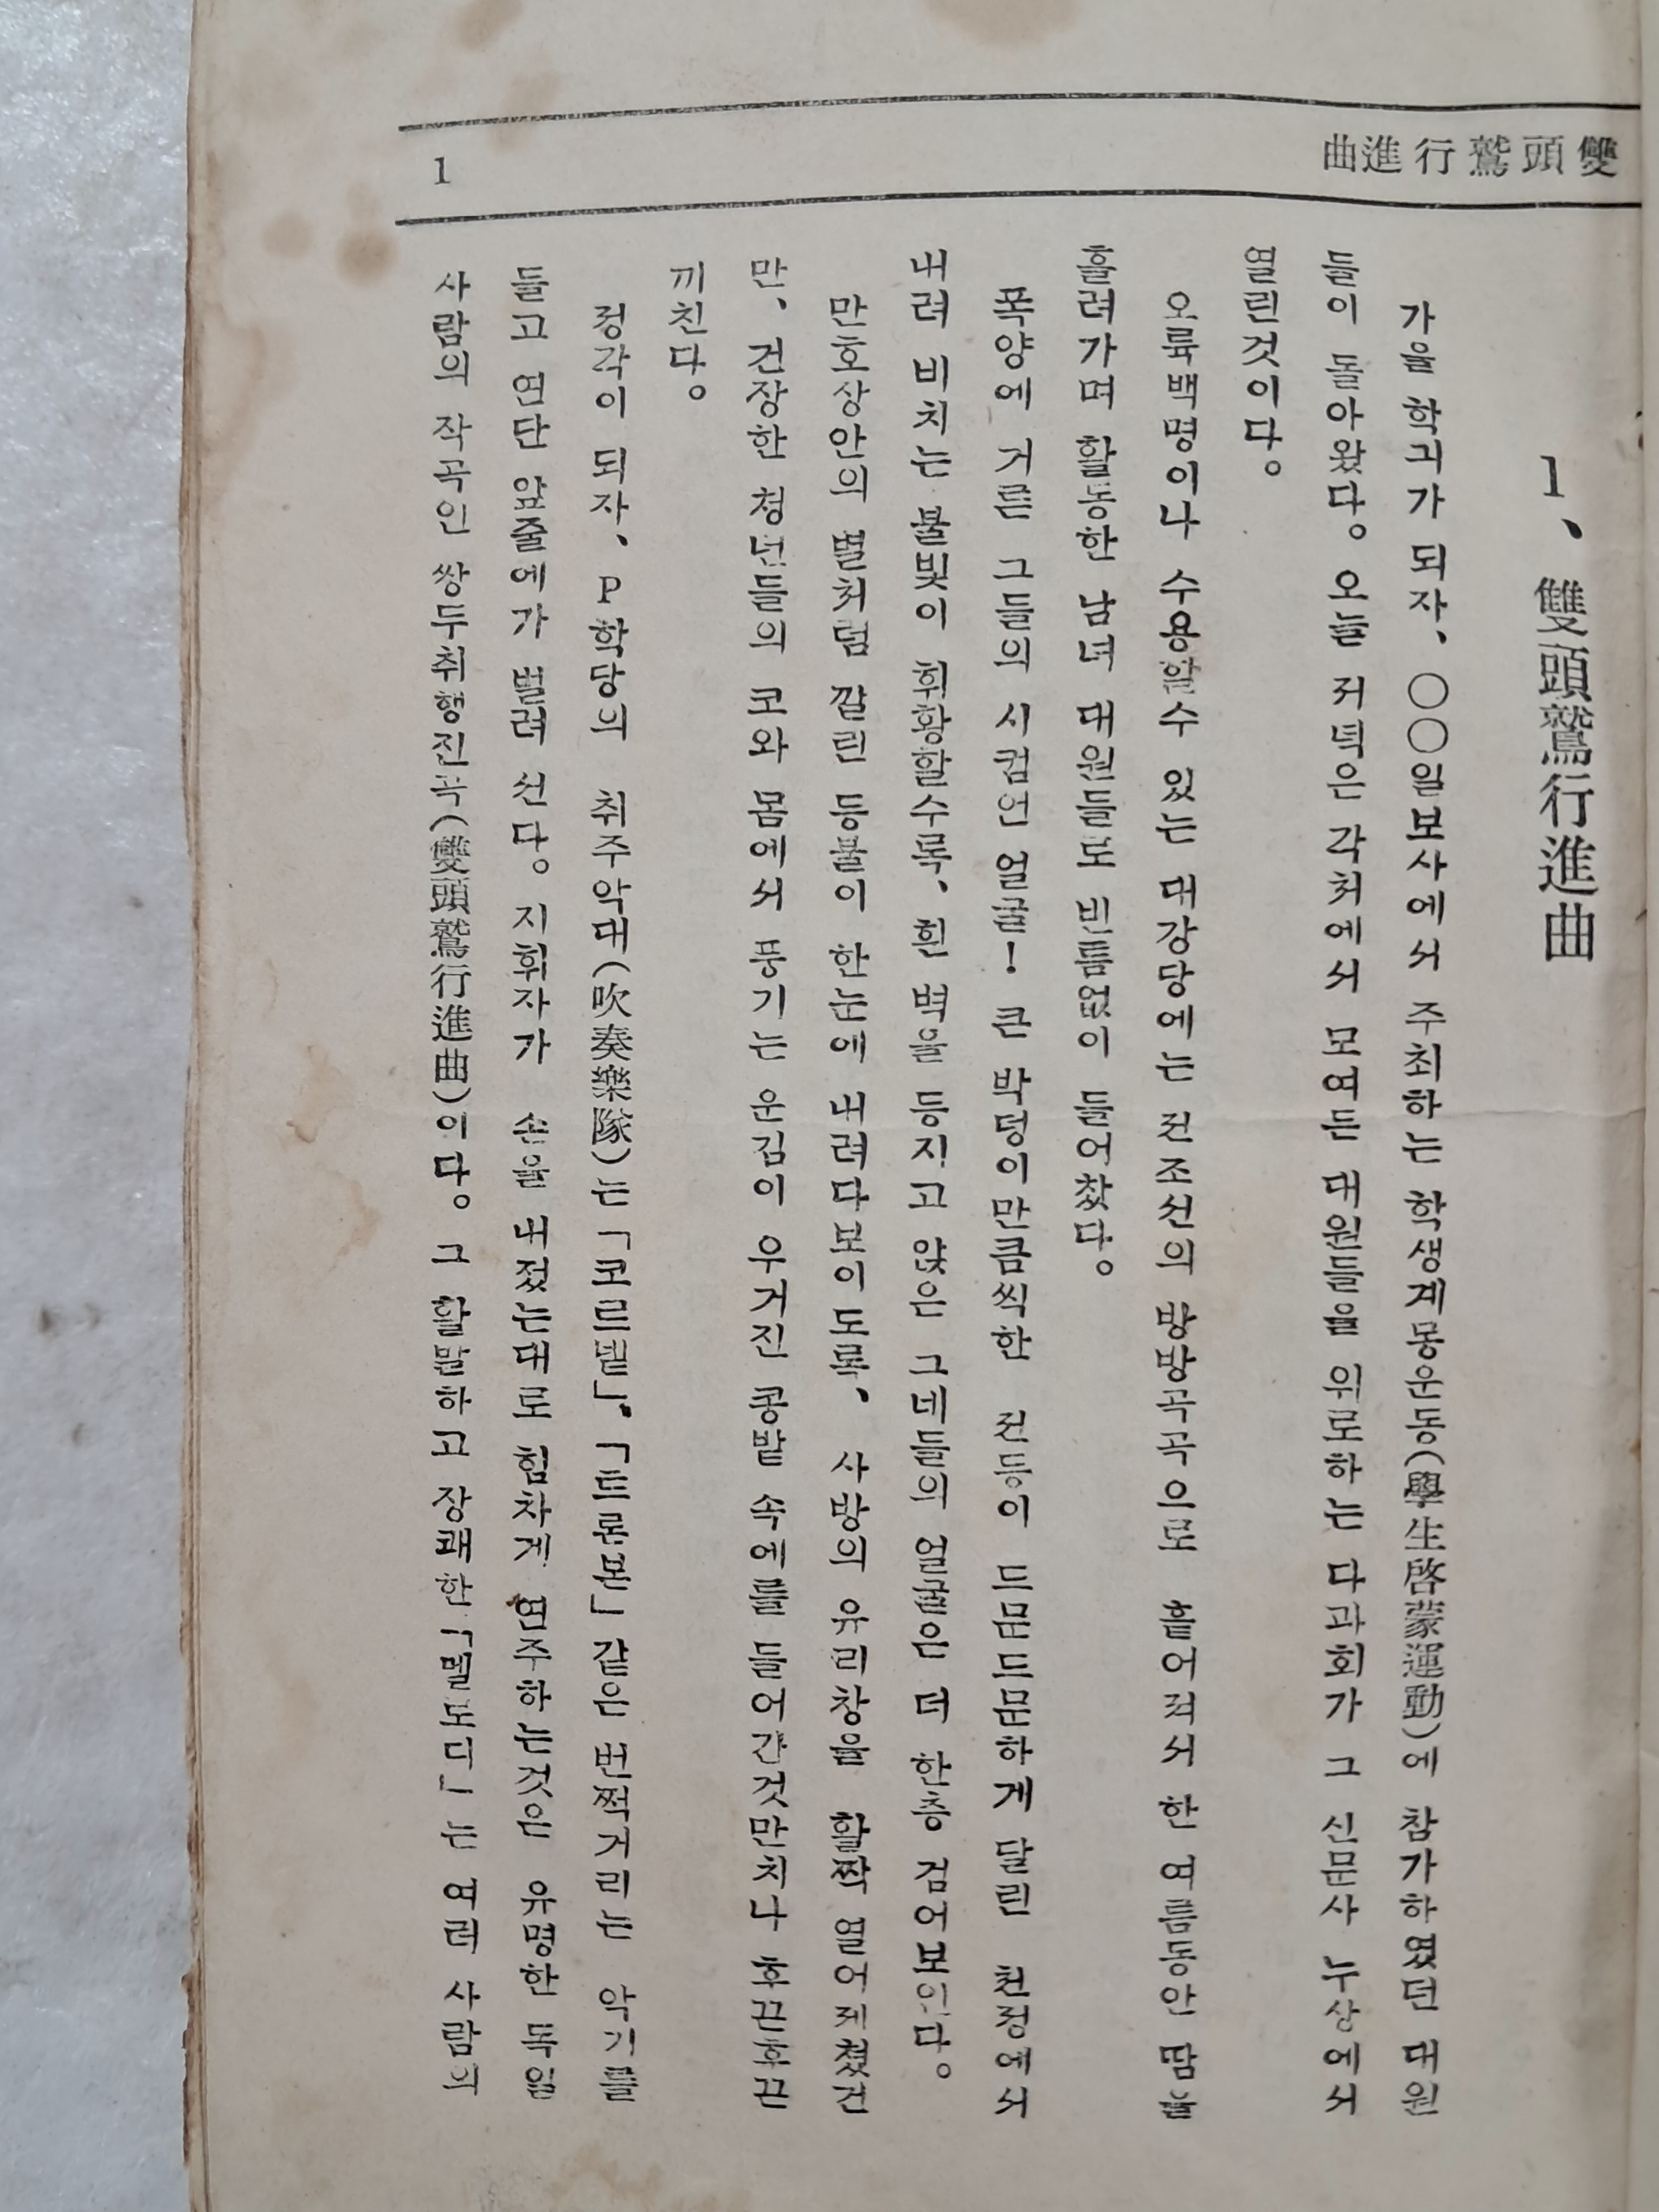 雙頭鷲行進曲
1
1、雙頭鷲行進曲
가을 학긔가 되자、〇〇일보사에서 주최하는 학생계몽운동(學生啓蒙運動)에 참가하였던 대원
들이 돌아왔다。오늘 저녁은 각처에서 모여든 대원들을 위로하는 다과회가 그 신문사 누상에서
열린것이다。
오륙백명이나 수용할수 있는 대강당에는 전조선의 방방곡곡으로 흩어져서 한 여름동안 땀을
흘려가며 활동한 남녀 대원들로 빈틈없이 들어찼다。
폭양에 거른 그들의 시컴언 얼굴! 큰 박덩이만큼씩한 전등이 드문드문하게 달린 천정에서
내려 비치는 불빛이 휘황할수록、흰 벽을 등지고 앉은 그네들의 얼굴은 더 한층 검어보인다。
만호상안의 별처럼 깔린 등불이 한눈에 내려다보이도록、사방의 유리창을 활짝 열어제쳤건
만、건장한 청년들의 코와 몸에서 풍기는 운김이 우거진 콩밭 속에를 들어간것만치나 후끈후끈
끼친다。
정각이 되자、P학당의 취주악대(吹奏樂隊)는「코르넽」、「트롬본」같은 번쩍거리는 악기를
들고 연단 앞줄에가 벌려 선다。지휘자가 손을 내젔는대로 힘차게 연주하는것은 유명한 독일
사람의 작곡인 쌍두취행진곡(雙頭鷲行進曲)이다。그 활발하고 장쾌한「멜로디」는 여러 사람의